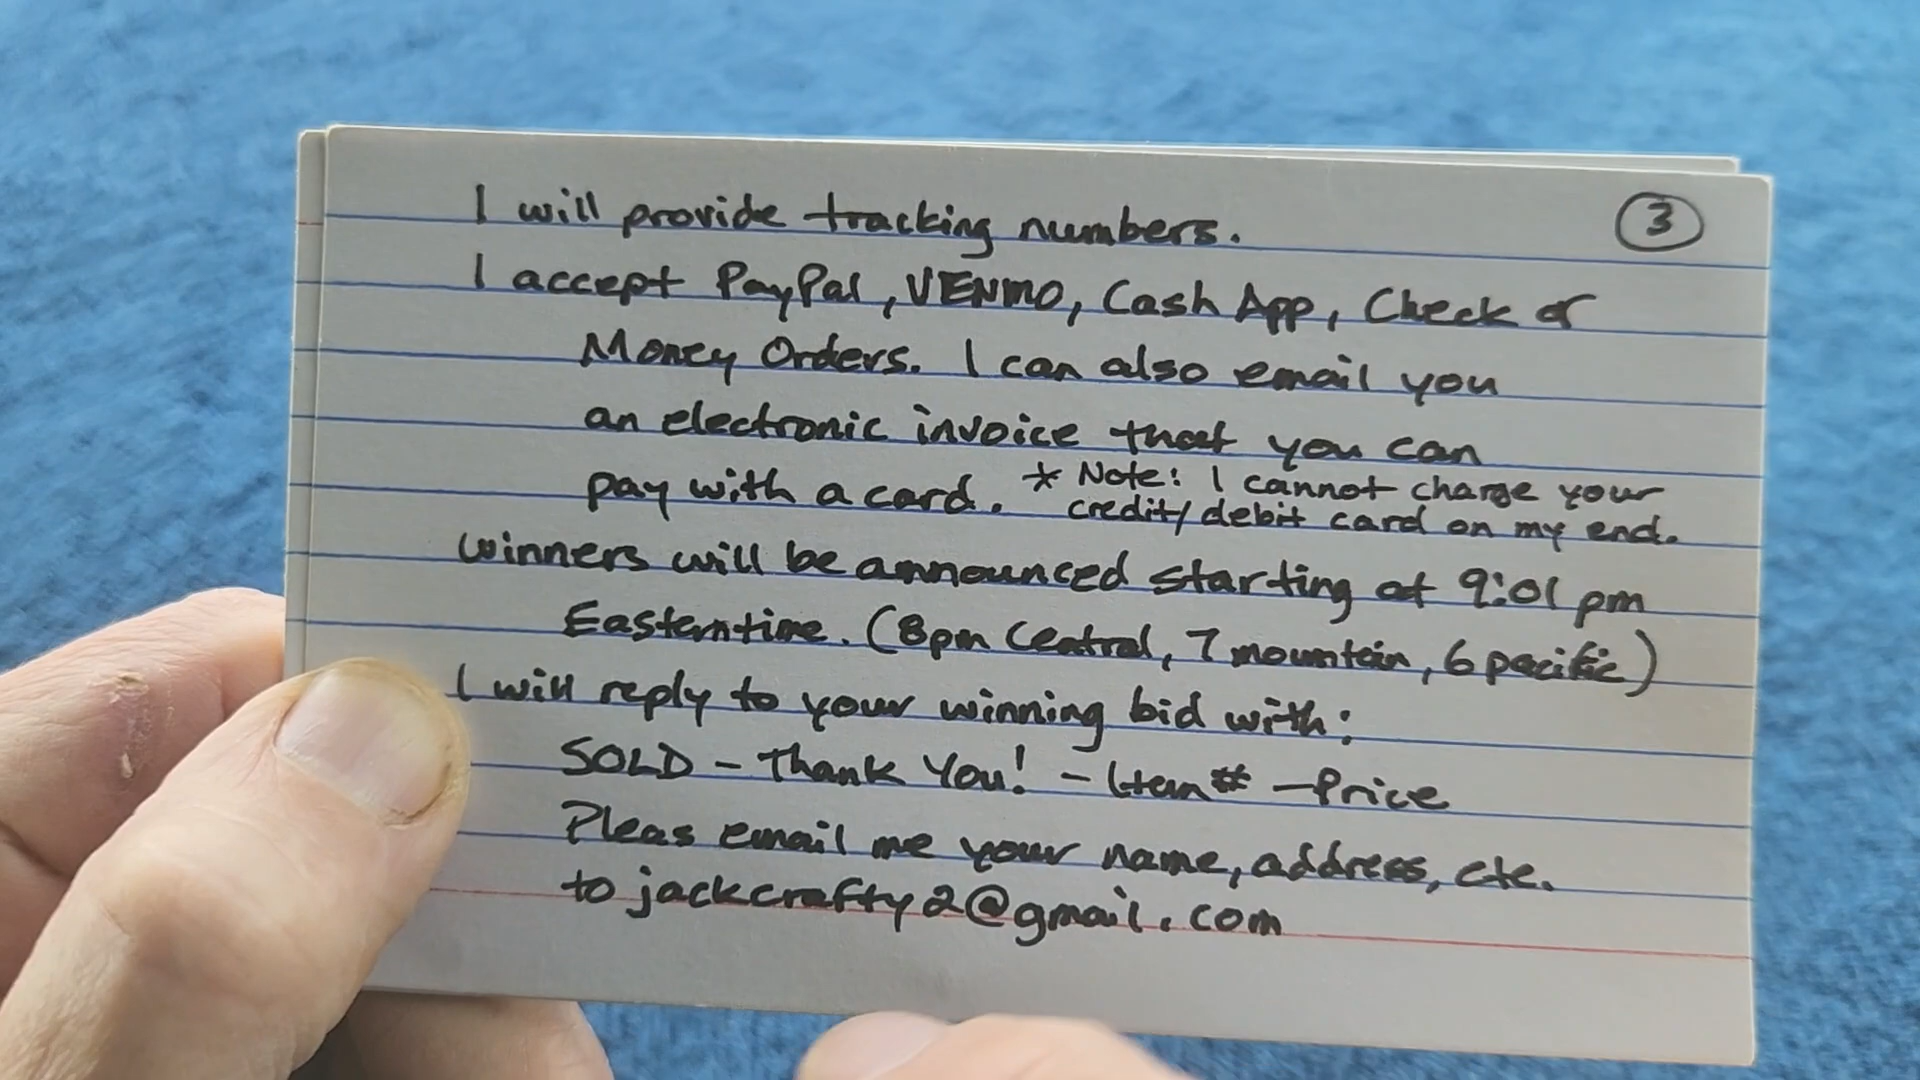 3
I will provide tracking numbers.
I accept PayPal, VENMO, Cash App, Check or
Money Orders. I can also email you
an electronic invoice that you can
pay with a card. * Note: I cannot charge your
credit/debit card on my end.
winners will be announced starting at 9:01 pm
Eastern time. (8pm Central, 7 mountain, 6 pacific)
I will reply to your winning bid with:
SOLD - Thank You! - Item # - Price
Pleas email me your name, address, etc.
to jackcrafty2@gmail.com